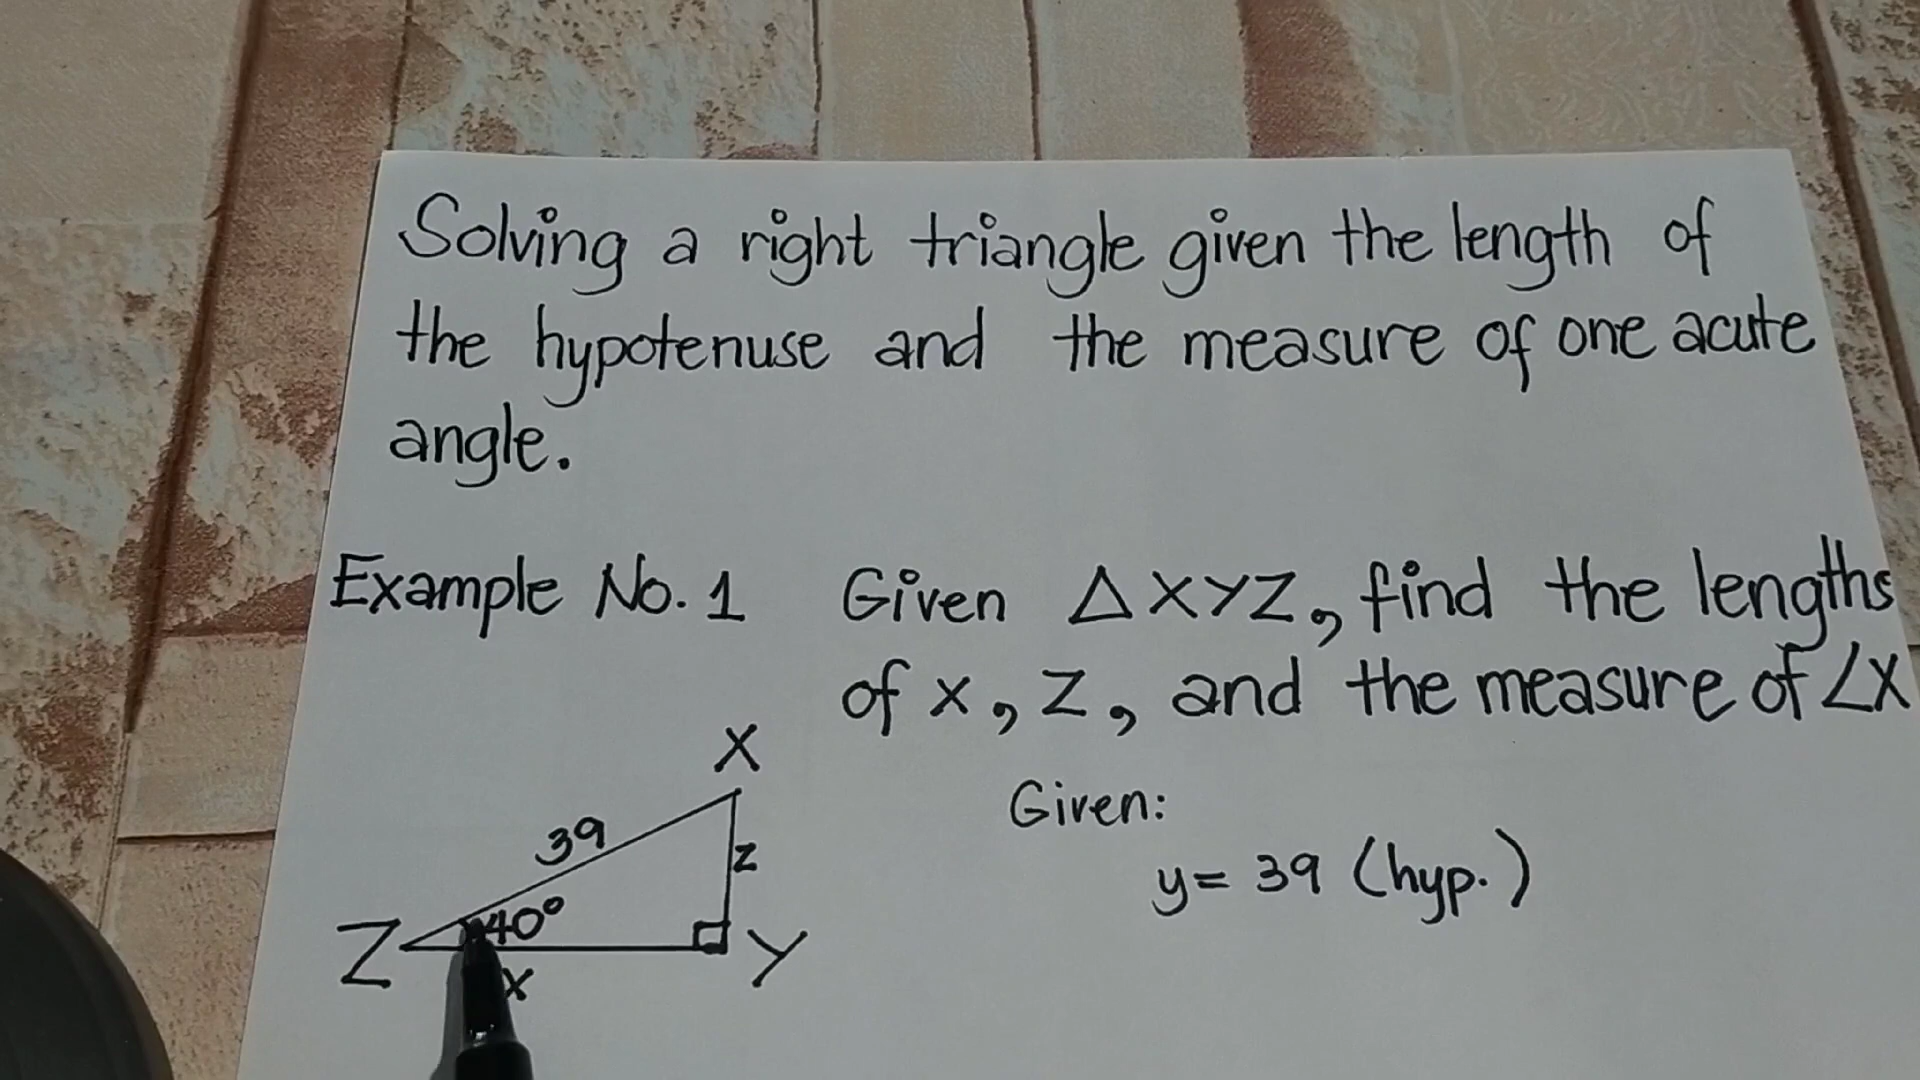 Solving a right triangle given the length of
the hypotenuse and the measure of one acute
angle.
Example No. 1 Given △XYZ, find the lengths
of x, z, and the measure of ∠X
X
Given:
39
z
y = 39 (hyp.)
40°
Z
Y
x